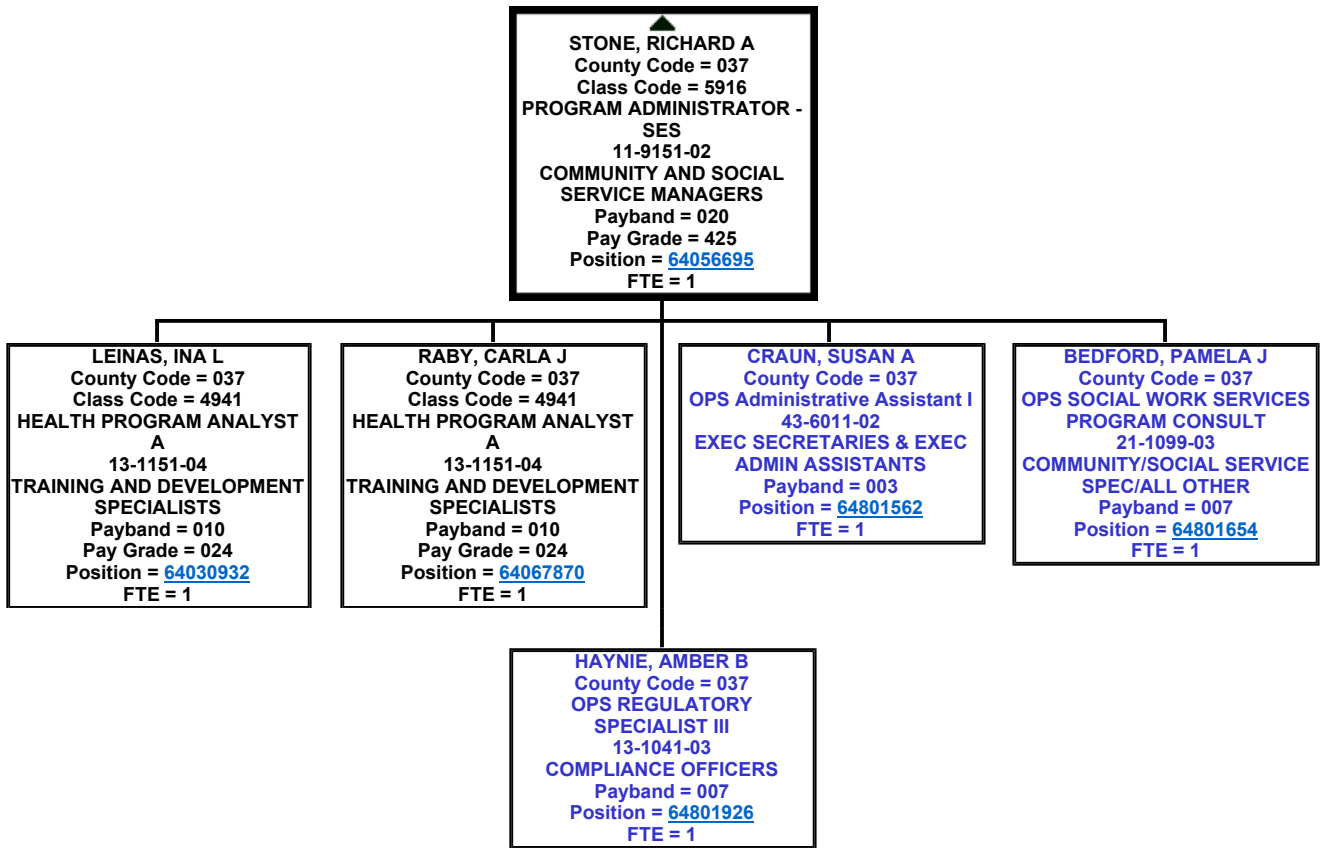 STONE, RICHARD A
County Code = 037
Class Code = 5916
PROGRAM ADMINISTRATOR -
SES
11-9151-02
COMMUNITY AND SOCIAL
SERVICE MANAGERS
Payband = 020
Pay Grade = 425
Position = 64056695
FTE = 1
LEINAS, INA L
County Code = 037
Class Code = 4941
HEALTH PROGRAM ANALYST
A
13-1151-04
TRAINING AND DEVELOPMENT
SPECIALISTS
Payband = 010
Pay Grade = 024
Position = 64030932
FTE = 1
RABY, CARLA J
County Code = 037
Class Code = 4941
HEALTH PROGRAM ANALYST
A
13-1151-04
TRAINING AND DEVELOPMENT
SPECIALISTS
Payband = 010
Pay Grade = 024
Position = 64067870
FTE = 1
CRAUN, SUSAN A
County Code = 037
OPS Administrative Assistant I
43-6011-02
EXEC SECRETARIES & EXEC
ADMIN ASSISTANTS
Payband = 003
Position = 64801562
FTE = 1
BEDFORD, PAMELA J
County Code = 037
OPS SOCIAL WORK SERVICES
PROGRAM CONSULT
21-1099-03
COMMUNITY/SOCIAL SERVICE
SPEC/ALL OTHER
Payband = 007
Position = 64801654
FTE = 1
HAYNIE, AMBER B
County Code = 037
OPS REGULATORY
SPECIALIST III
13-1041-03
COMPLIANCE OFFICERS
Payband = 007
Position = 64801926
FTE = 1